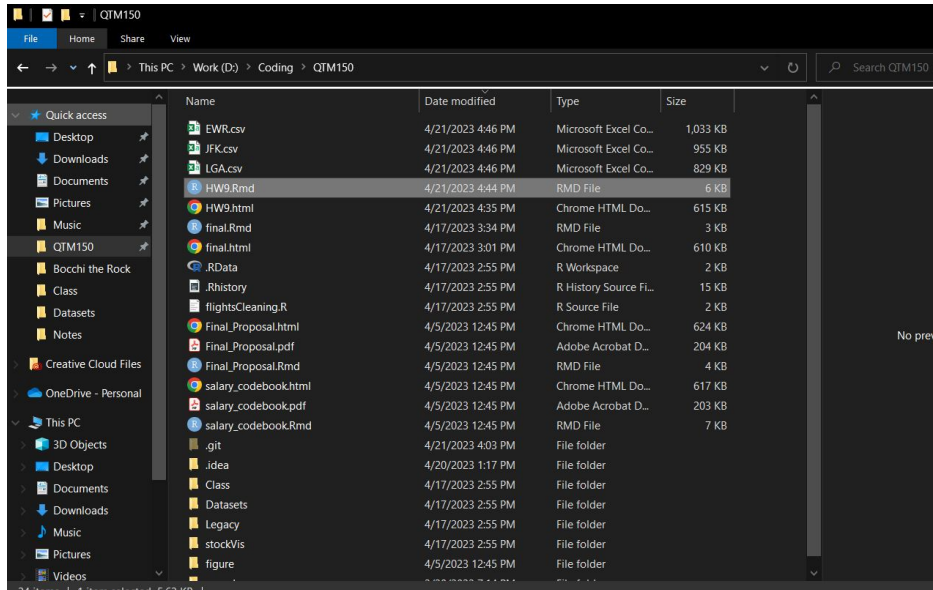 QTM150
File Home Share View
This PC > Work (D:) > Coding > QTM150
Search QTM150
Name Date modified Type Size
Quick access
Desktop
Downloads
Documents
Pictures
Music
QTM150
Bocchi the Rock
Class
Datasets
Notes
Creative Cloud Files
OneDrive - Personal
This PC
3D Objects
Desktop
Documents
Downloads
Music
Pictures
Videos
EWR.csv 4/21/2023 4:46 PM Microsoft Excel Co... 1,033 KB
JFK.csv 4/21/2023 4:46 PM Microsoft Excel Co... 955 KB
LGA.csv 4/21/2023 4:46 PM Microsoft Excel Co... 829 KB
HW9.Rmd 4/21/2023 4:44 PM RMD File 6 KB
HW9.html 4/21/2023 4:35 PM Chrome HTML Do... 615 KB
final.Rmd 4/17/2023 3:34 PM RMD File 3 KB
final.html 4/17/2023 3:01 PM Chrome HTML Do... 610 KB
.RData 4/17/2023 2:55 PM R Workspace 2 KB
.Rhistory 4/17/2023 2:55 PM R History Source Fi... 15 KB
flightsCleaning.R 4/17/2023 2:55 PM R Source File 2 KB
Final_Proposal.html 4/5/2023 12:45 PM Chrome HTML Do... 624 KB
Final_Proposal.pdf 4/5/2023 12:45 PM Adobe Acrobat D... 204 KB
Final_Proposal.Rmd 4/5/2023 12:45 PM RMD File 4 KB
salary_codebook.html 4/5/2023 12:45 PM Chrome HTML Do... 617 KB
salary_codebook.pdf 4/5/2023 12:45 PM Adobe Acrobat D... 203 KB
salary_codebook.Rmd 4/5/2023 12:45 PM RMD File 7 KB
.git 4/21/2023 4:03 PM File folder
.idea 4/20/2023 1:17 PM File folder
Class 4/17/2023 2:55 PM File folder
Datasets 4/17/2023 2:55 PM File folder
Legacy 4/17/2023 2:55 PM File folder
stockVis 4/17/2023 2:55 PM File folder
figure 4/5/2023 12:45 PM File folder
No prev